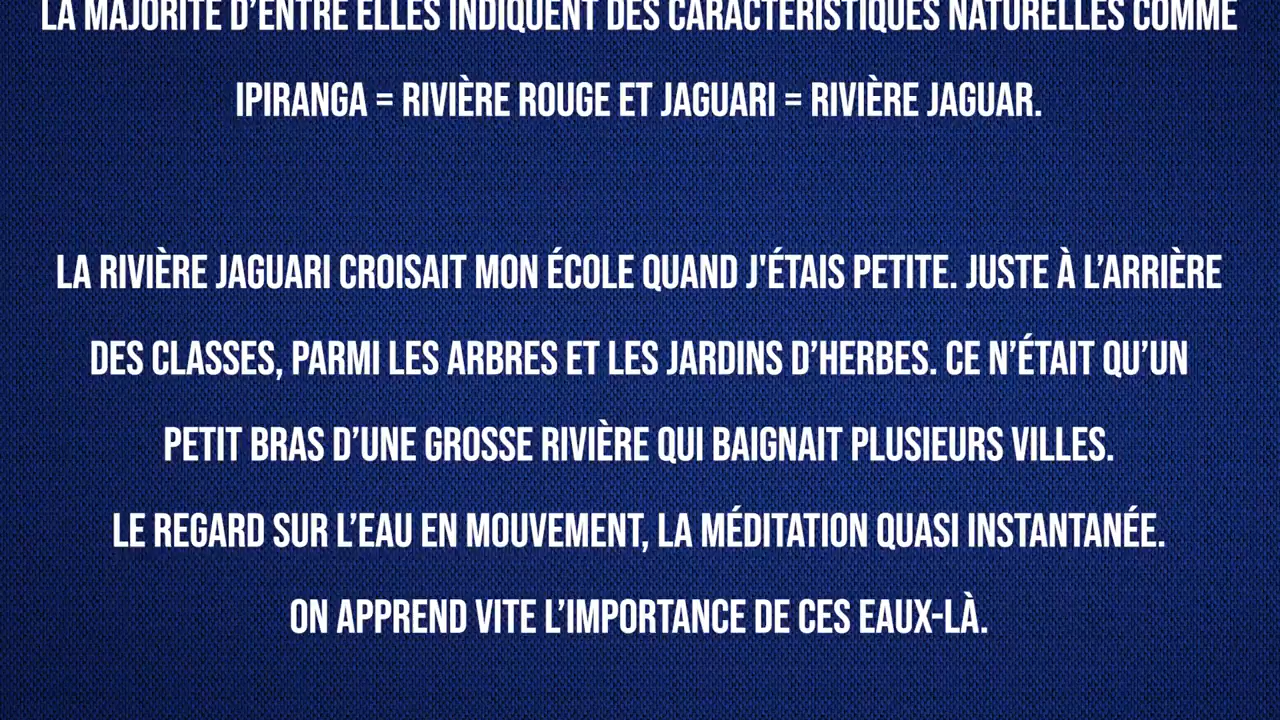 LA MAJORITÉ D’ENTRE ELLES INDIQUENT DES CARACTÉRISTIQUES NATURELLES COMME
IPIRANGA = RIVIÈRE ROUGE ET JAGUARI = RIVIÈRE JAGUAR.
LA RIVIÈRE JAGUARI CROISAIT MON ÉCOLE QUAND J'ÉTAIS PETITE. JUSTE À L’ARRIÈRE
DES CLASSES, PARMI LES ARBRES ET LES JARDINS D’HERBES. CE N’ÉTAIT QU’UN
PETIT BRAS D’UNE GROSSE RIVIÈRE QUI BAIGNAIT PLUSIEURS VILLES.
LE REGARD SUR L’EAU EN MOUVEMENT, LA MÉDITATION QUASI INSTANTANÉE.
ON APPREND VITE L’IMPORTANCE DE CES EAUX-LÀ.